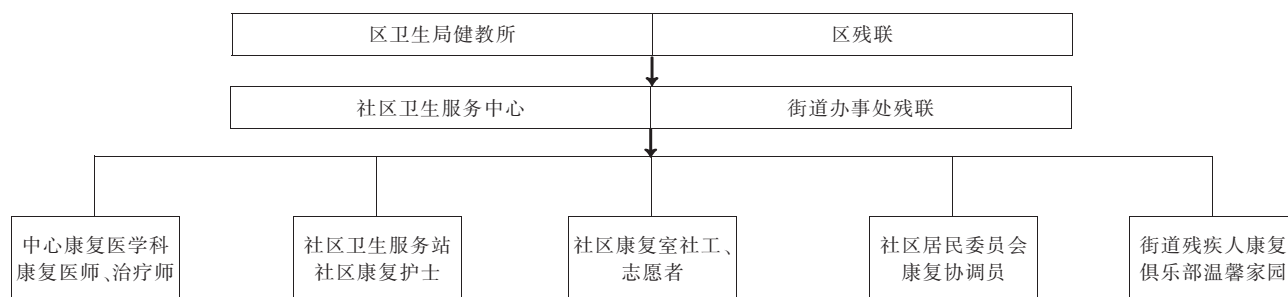 区卫生局健教所
区残联
社区卫生服务中心
街道办事处残联
中心康复医学科
康复医师、治疗师
社区卫生服务站
社区康复护士
社区康复室社工、
志愿者
社区居民委员会
康复协调员
街道残疾人康复
俱乐部温馨家园